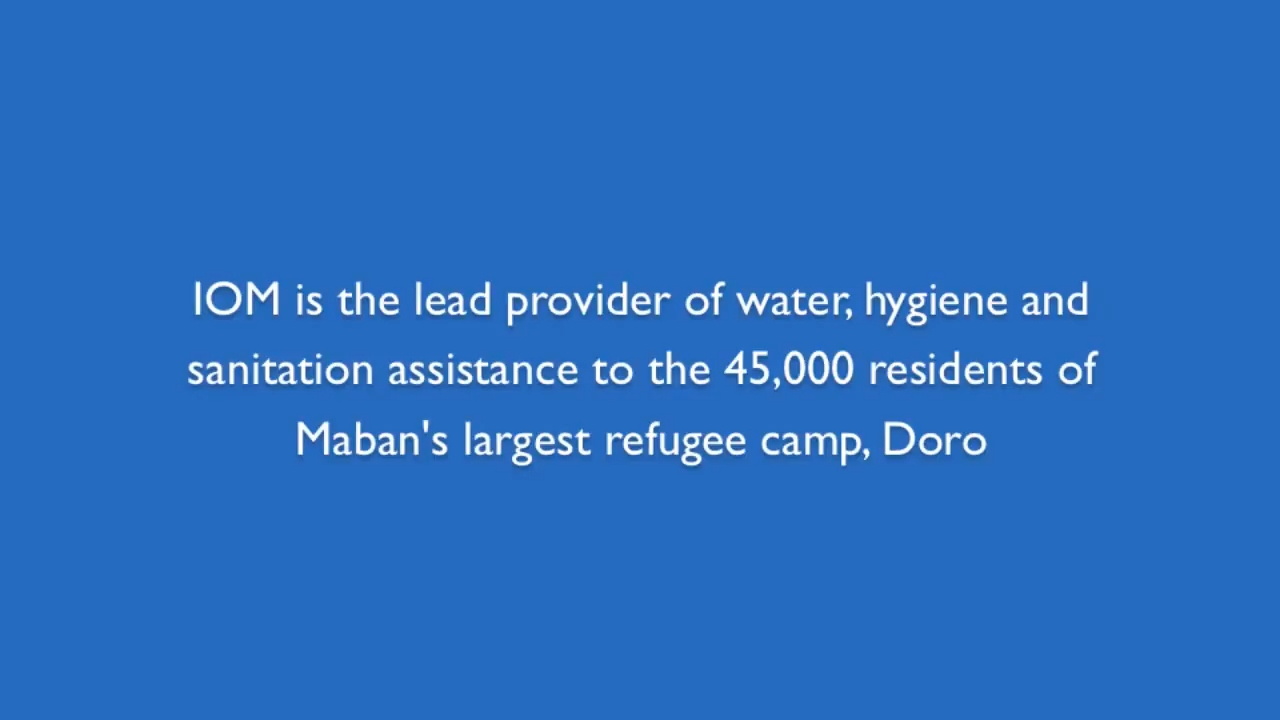 IOM is the lead provider of water, hygiene and
sanitation assistance to the 45,000 residents of
Maban's largest refugee camp, Doro